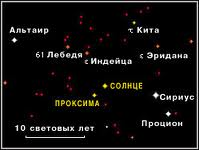 Альтаир
τ Кита
61 Лебедя
ε Эридана
ε Индейца
СОЛНЦЕ
ПРОКСИМА
Сириус
Процион
10 световых лет